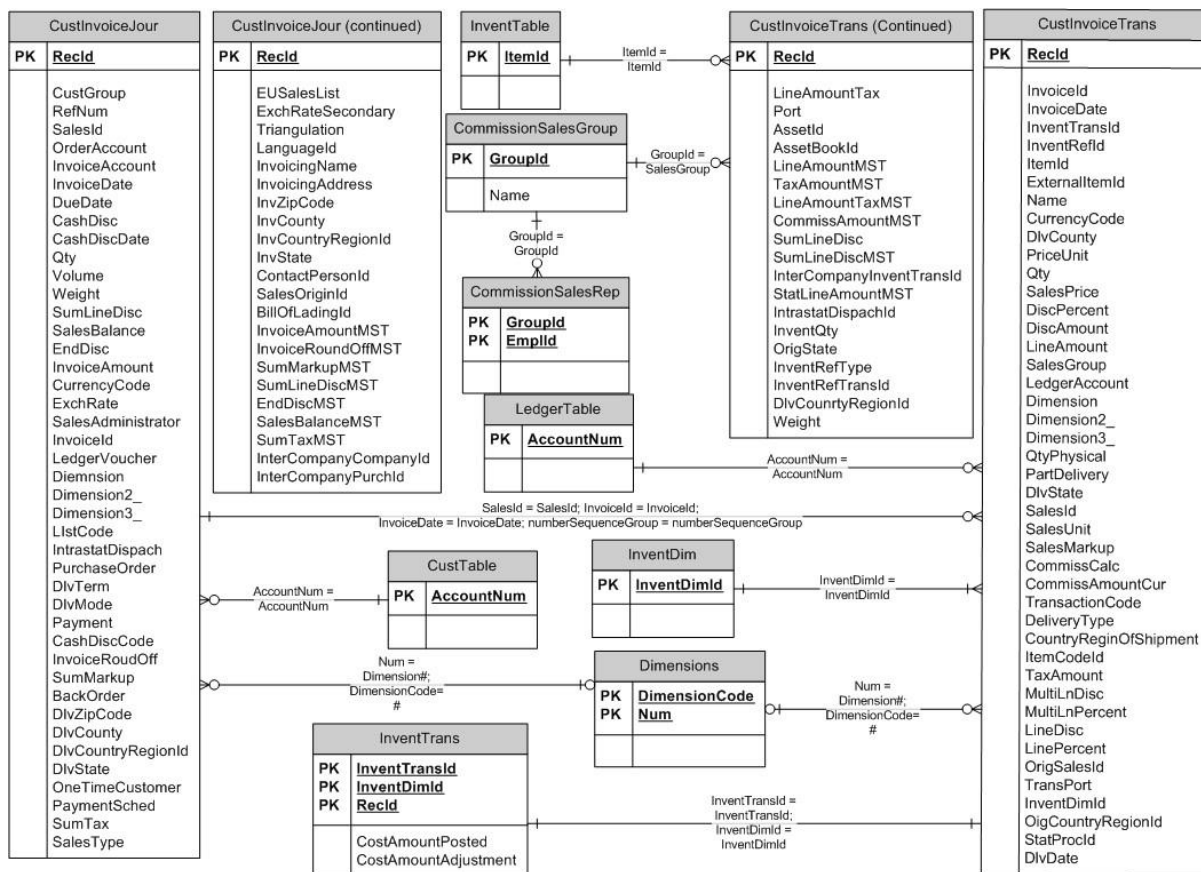 CustInvoiceJour
PK RecId
CustGroup
RefNum
SalesId
OrderAccount
InvoiceAccount
InvoiceDate
DueDate
CashDisc
CashDiscDate
Qty
Volume
Weight
SumLineDisc
SalesBalance
EndDisc
InvoiceAmount
CurrencyCode
ExchRate
SalesAdministrator
InvoiceId
LedgerVoucher
Diemnsion
Dimension2_
Dimension3_
LIstCode
IntrastatDispach
PurchaseOrder
DlvTerm
DlvMode
Payment
CashDiscCode
InvoiceRoudOff
SumMarkup
BackOrder
DlvZipCode
DlvCounty
DlvCountryRegionId
DlvState
OneTimeCustomer
PaymentSched
SumTax
SalesType
CustInvoiceJour (continued)
PK RecId
EUSalesList
ExchRateSecondary
Triangulation
LanguageId
InvoicingName
InvoicingAddress
InvZipCode
InvCounty
InvCountryRegionId
InvState
ContactPersonId
SalesOriginId
BillOfLadingId
InvoiceAmountMST
InvoiceRoundOffMST
SumMarkupMST
SumLineDiscMST
EndDiscMST
SalesBalanceMST
SumTaxMST
InterCompanyCompanyId
InterCompanyPurchId
InventTable
PK ItemId
ItemId =
ItemId
CommissionSalesGroup
PK GroupId
Name
GroupId =
SalesGroup
GroupId =
GroupId
CommissionSalesRep
PK GroupId
PK EmplId
LedgerTable
PK AccountNum
AccountNum =
AccountNum
SalesId = SalesId; InvoiceId = InvoiceId;
InvoiceDate = InvoiceDate; numberSequenceGroup = numberSequenceGroup
CustTable
PK AccountNum
AccountNum =
AccountNum
InventDim
PK InventDimId
InventDimId =
InventDimId
Num =
Dimension#;
DimensionCode=
#
Dimensions
PK DimensionCode
PK Num
Num =
Dimension#;
DimensionCode=
#
InventTrans
PK InventTransId
PK InventDimId
PK RecId
CostAmountPosted
CostAmountAdjustment
InventTransId =
InventTransId;
InventDimId =
InventDimId
CustInvoiceTrans (Continued)
PK RecId
LineAmountTax
Port
AssetId
AssetBookId
LineAmountMST
TaxAmountMST
LineAmountTaxMST
CommissAmountMST
SumLineDisc
SumLineDiscMST
InterCompanyInventTransId
StatLineAmountMST
IntrastatDispachId
InventQty
OrigState
InventRefType
InventRefTransId
DlvCounrtyRegionId
Weight
CustInvoiceTrans
PK RecId
InvoiceId
InvoiceDate
InventTransId
InventRefId
ItemId
ExternalItemId
Name
CurrencyCode
DlvCounty
PriceUnit
Qty
SalesPrice
DiscPercent
DiscAmount
LineAmount
SalesGroup
LedgerAccount
Dimension
Dimension2_
Dimension3_
QtyPhysical
PartDelivery
DlvState
SalesId
SalesUnit
SalesMarkup
CommissCalc
CommissAmountCur
TransactionCode
DeliveryType
CountryReginOfShipment
ItemCodeId
TaxAmount
MultiLnDisc
MultiLnPercent
LineDisc
LinePercent
OrigSalesId
TransPort
InventDimId
OigCountryRegionId
StatProcId
DlvDate